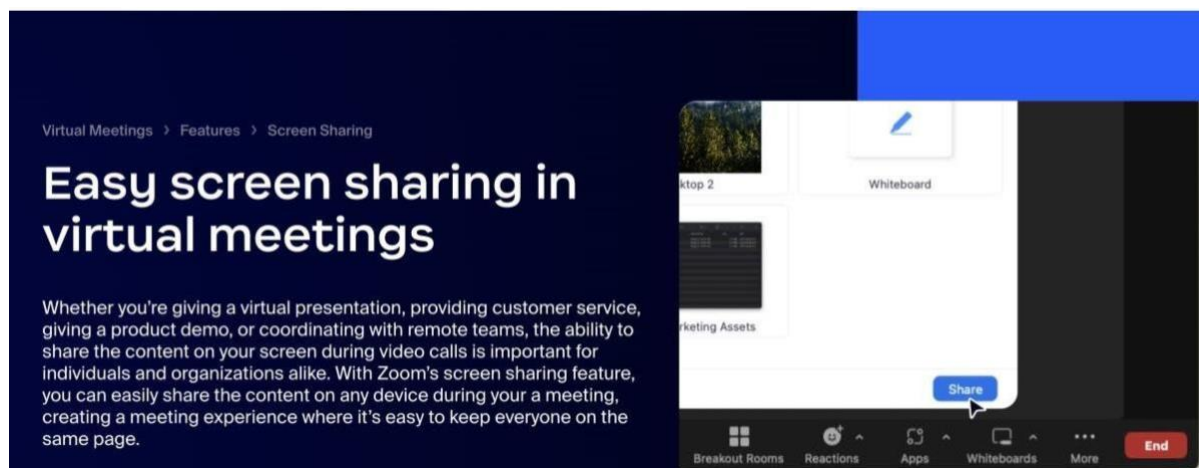 Virtual Meetings > Features > Screen Sharing
Easy screen sharing in
virtual meetings
Whether you're giving a virtual presentation, providing customer service,
giving a product demo, or coordinating with remote teams, the ability to
share the content on your screen during video calls is important for
individuals and organizations alike. With Zoom's screen sharing feature,
you can easily share the content on any device during your a meeting,
creating a meeting experience where it's easy to keep everyone on the
same page.
ktop 2
Whiteboard
rketing Assets
Share
Breakout Rooms
Reactions
Apps
Whiteboards
More
End